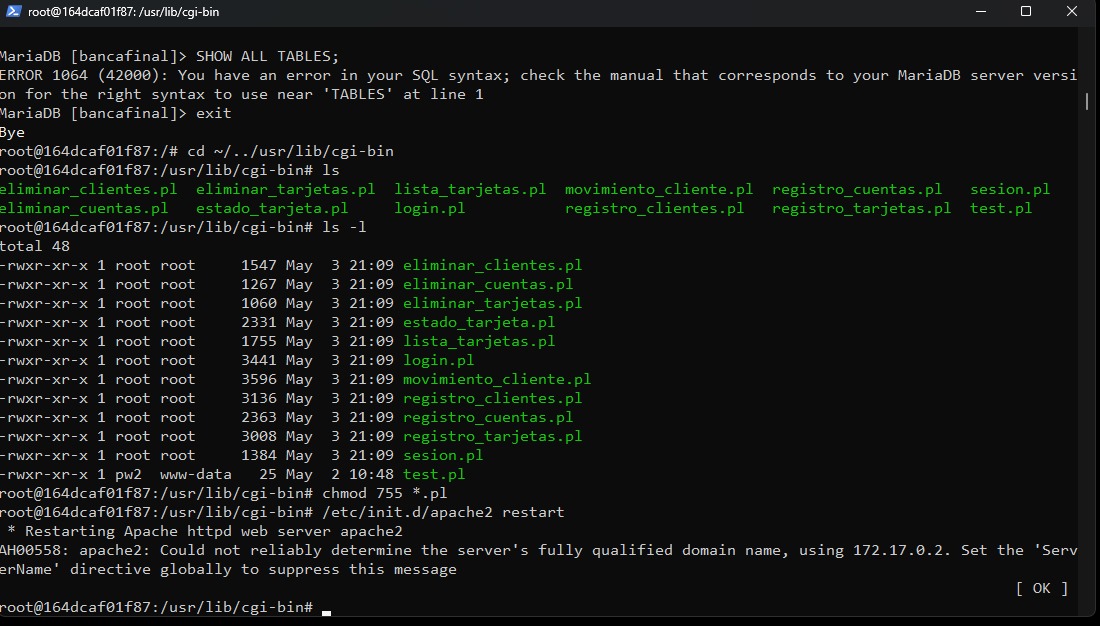 root@164dcaf01f87: /usr/lib/cgi-bin
MariaDB [bancafinal]> SHOW ALL TABLES;
ERROR 1064 (42000): You have an error in your SQL syntax; check the manual that corresponds to your MariaDB server versi
on for the right syntax to use near 'TABLES' at line 1
MariaDB [bancafinal]> exit
Bye
root@164dcaf01f87:/# cd ~/../usr/lib/cgi-bin
root@164dcaf01f87:/usr/lib/cgi-bin# ls
eliminar_clientes.pl  eliminar_tarjetas.pl  lista_tarjetas.pl  movimiento_cliente.pl  registro_cuentas.pl   sesion.pl
eliminar_cuentas.pl   estado_tarjeta.pl     login.pl           registro_clientes.pl   registro_tarjetas.pl  test.pl
root@164dcaf01f87:/usr/lib/cgi-bin# ls -l
total 48
-rwxr-xr-x 1 root root     1547 May  3 21:09 eliminar_clientes.pl
-rwxr-xr-x 1 root root     1267 May  3 21:09 eliminar_cuentas.pl
-rwxr-xr-x 1 root root     1060 May  3 21:09 eliminar_tarjetas.pl
-rwxr-xr-x 1 root root     2331 May  3 21:09 estado_tarjeta.pl
-rwxr-xr-x 1 root root     1755 May  3 21:09 lista_tarjetas.pl
-rwxr-xr-x 1 root root     3441 May  3 21:09 login.pl
-rwxr-xr-x 1 root root     3596 May  3 21:09 movimiento_cliente.pl
-rwxr-xr-x 1 root root     3136 May  3 21:09 registro_clientes.pl
-rwxr-xr-x 1 root root     2363 May  3 21:09 registro_cuentas.pl
-rwxr-xr-x 1 root root     3008 May  3 21:09 registro_tarjetas.pl
-rwxr-xr-x 1 root root     1384 May  3 21:09 sesion.pl
-rwxr-xr-x 1 pw2  www-data   25 May  2 10:48 test.pl
root@164dcaf01f87:/usr/lib/cgi-bin# chmod 755 *.pl
root@164dcaf01f87:/usr/lib/cgi-bin# /etc/init.d/apache2 restart
 * Restarting Apache httpd web server apache2
AH00558: apache2: Could not reliably determine the server's fully qualified domain name, using 172.17.0.2. Set the 'Serv
erName' directive globally to suppress this message
[ OK ]
root@164dcaf01f87:/usr/lib/cgi-bin#